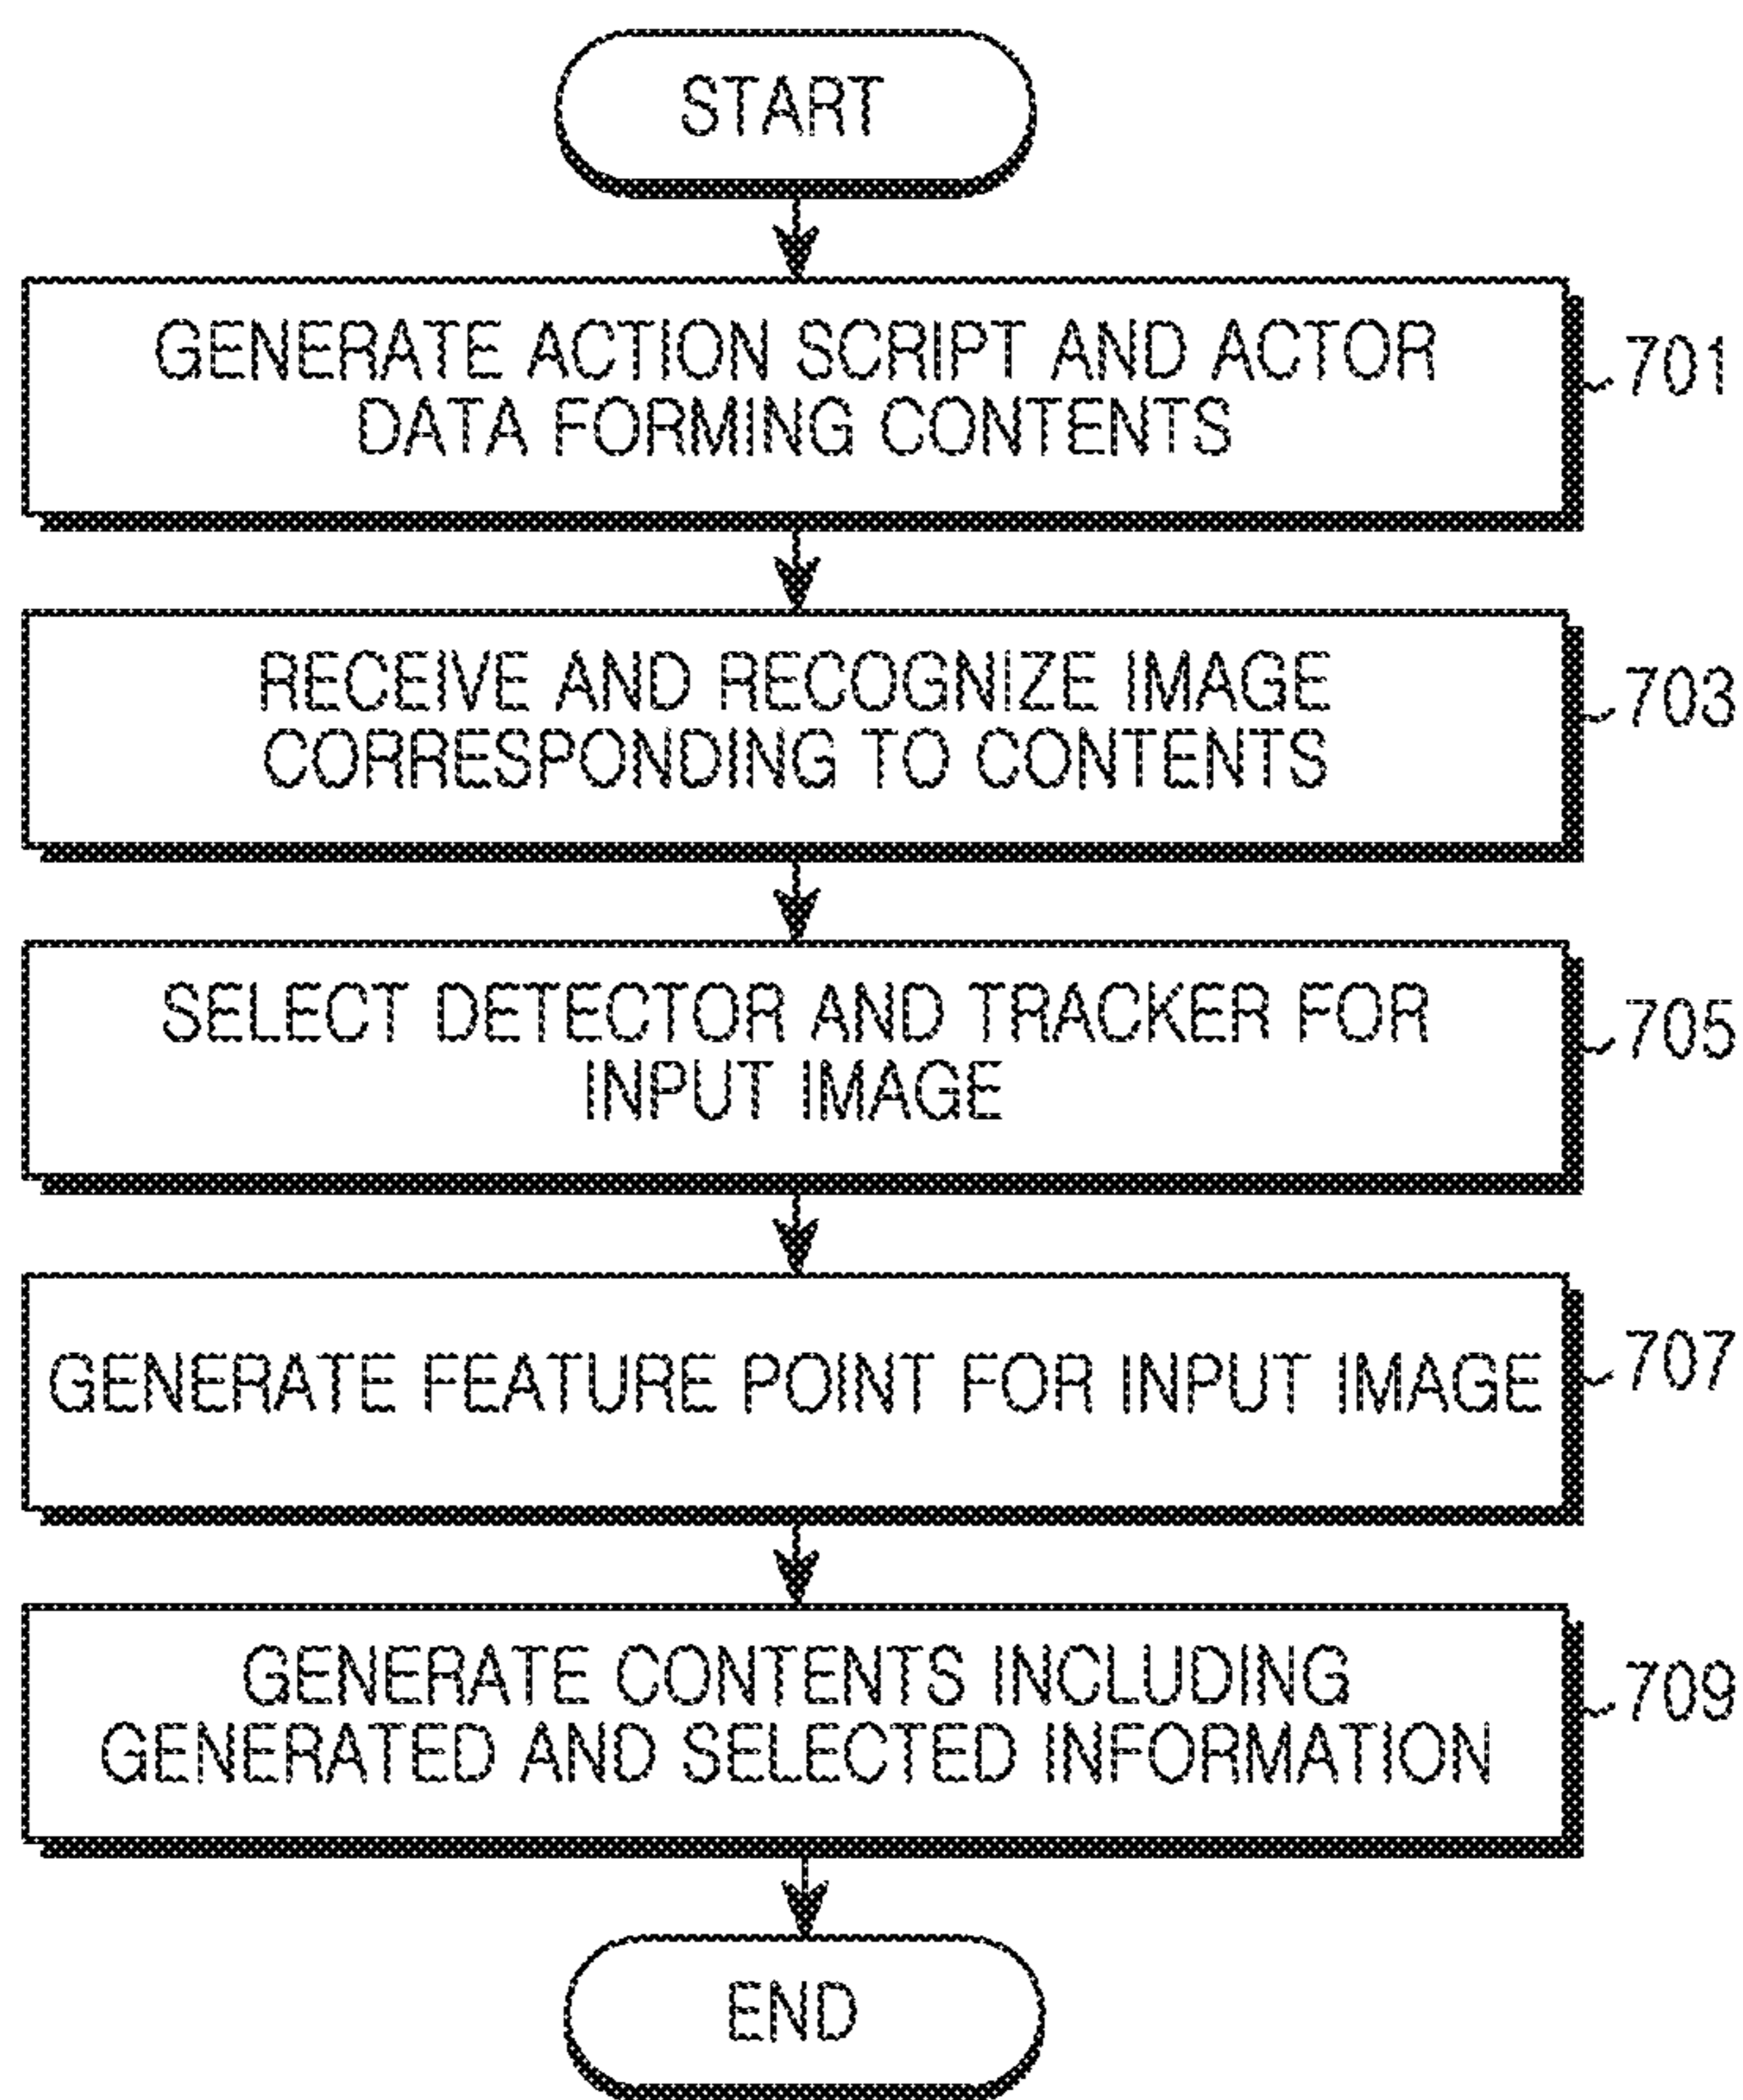 START
GENERATE ACTION SCRIPT AND ACTOR
DATA FORMING CONTENTS
701
RECEIVE AND RECOGNIZE IMAGE
CORRESPONDING TO CONTENTS
703
SELECT DETECTOR AND TRACKER FOR
INPUT IMAGE
705
GENERATE FEATURE POINT FOR INPUT IMAGE
707
GENERATE CONTENTS INCLUDING
GENERATED AND SELECTED INFORMATION
709
END